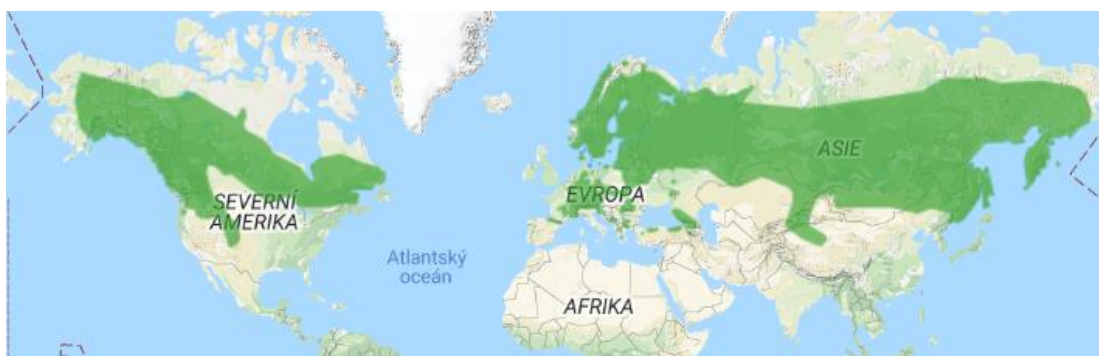 ASIE
EVROPA
SEVERNÍ
AMERIKA
Atlantský
oceán
AFRIKA